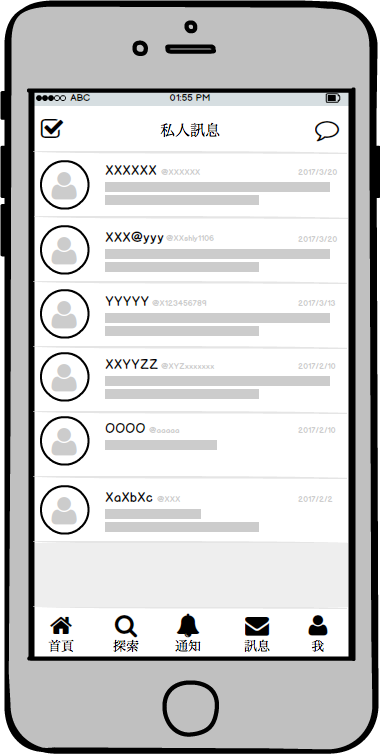 ABC 01:55 PM
私人訊息
XXXXXX @XXXXXX 2017/3/20
XXX@yyy @XXahly1106 2017/3/20
YYYYY @X123456789 2017/3/13
XXYYZZ @XYZxxxxxxx 2017/2/10
OOOO @aaaaa 2017/2/10
XaXbXc @XXX 2017/2/2
首頁 探索 通知 訊息 我